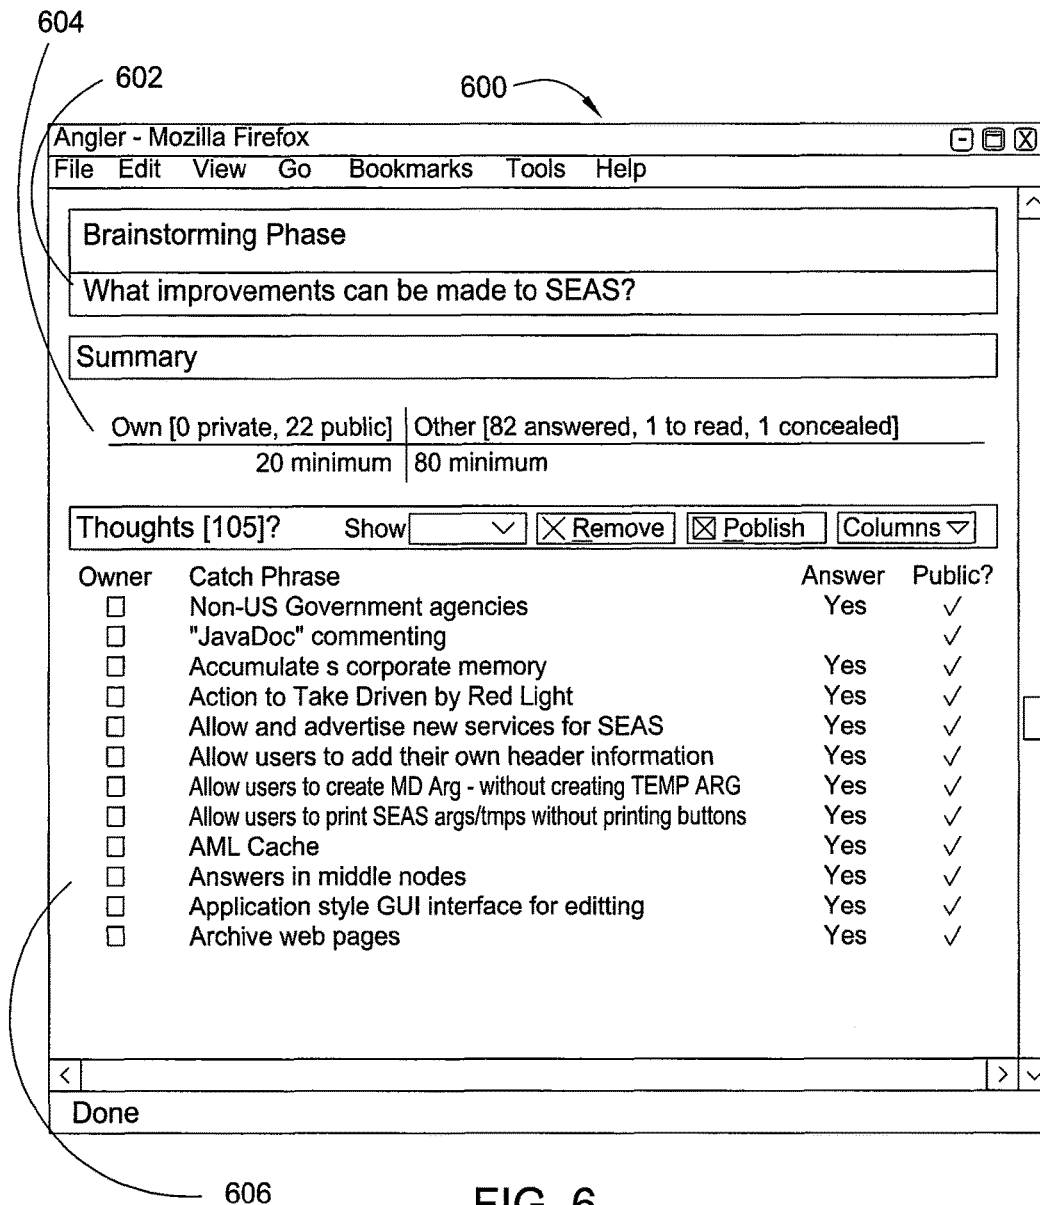 604
602
600
Angler - Mozilla Firefox
File Edit View Go Bookmarks Tools Help
Brainstorming Phase
What improvements can be made to SEAS?
Summary
Own [0 private, 22 public] Other [82 answered, 1 to read, 1 concealed]
20 minimum 80 minimum
Thoughts [105]? Show Remove Poblish Columns
Owner Catch Phrase Answer Public?
Non-US Government agencies Yes ✓
"JavaDoc" commenting ✓
Accumulate s corporate memory Yes ✓
Action to Take Driven by Red Light Yes ✓
Allow and advertise new services for SEAS Yes ✓
Allow users to add their own header information Yes ✓
Allow users to create MD Arg - without creating TEMP ARG Yes ✓
Allow users to print SEAS args/tmps without printing buttons Yes ✓
AML Cache Yes ✓
Answers in middle nodes Yes ✓
Application style GUI interface for editting Yes ✓
Archive web pages Yes ✓
Done
606
FIG. 6